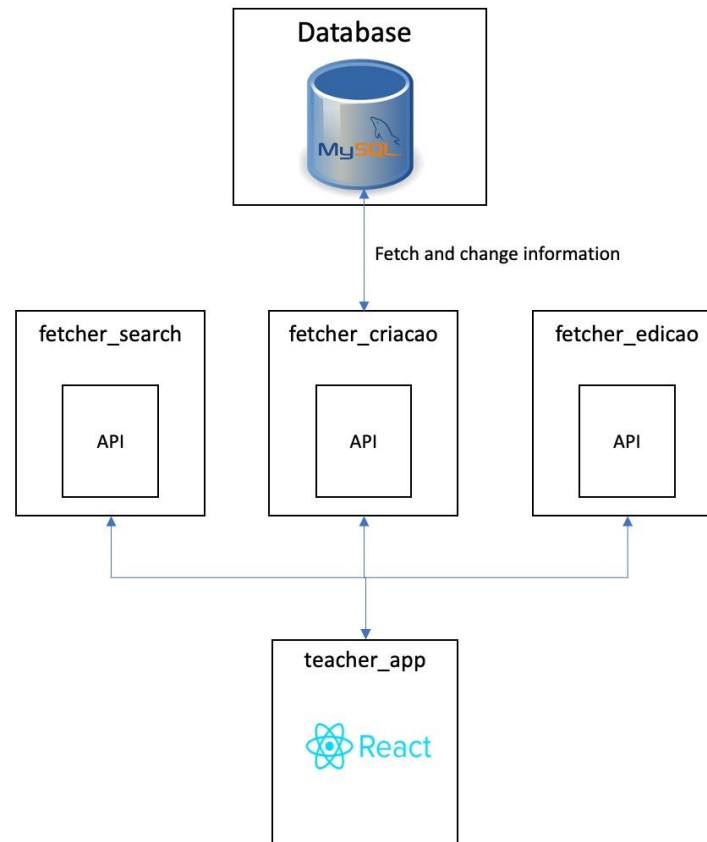 Database
MySQL
Fetch and change information
fetcher_search
fetcher_criacao
fetcher_edicao
API
API
API
teacher_app
React